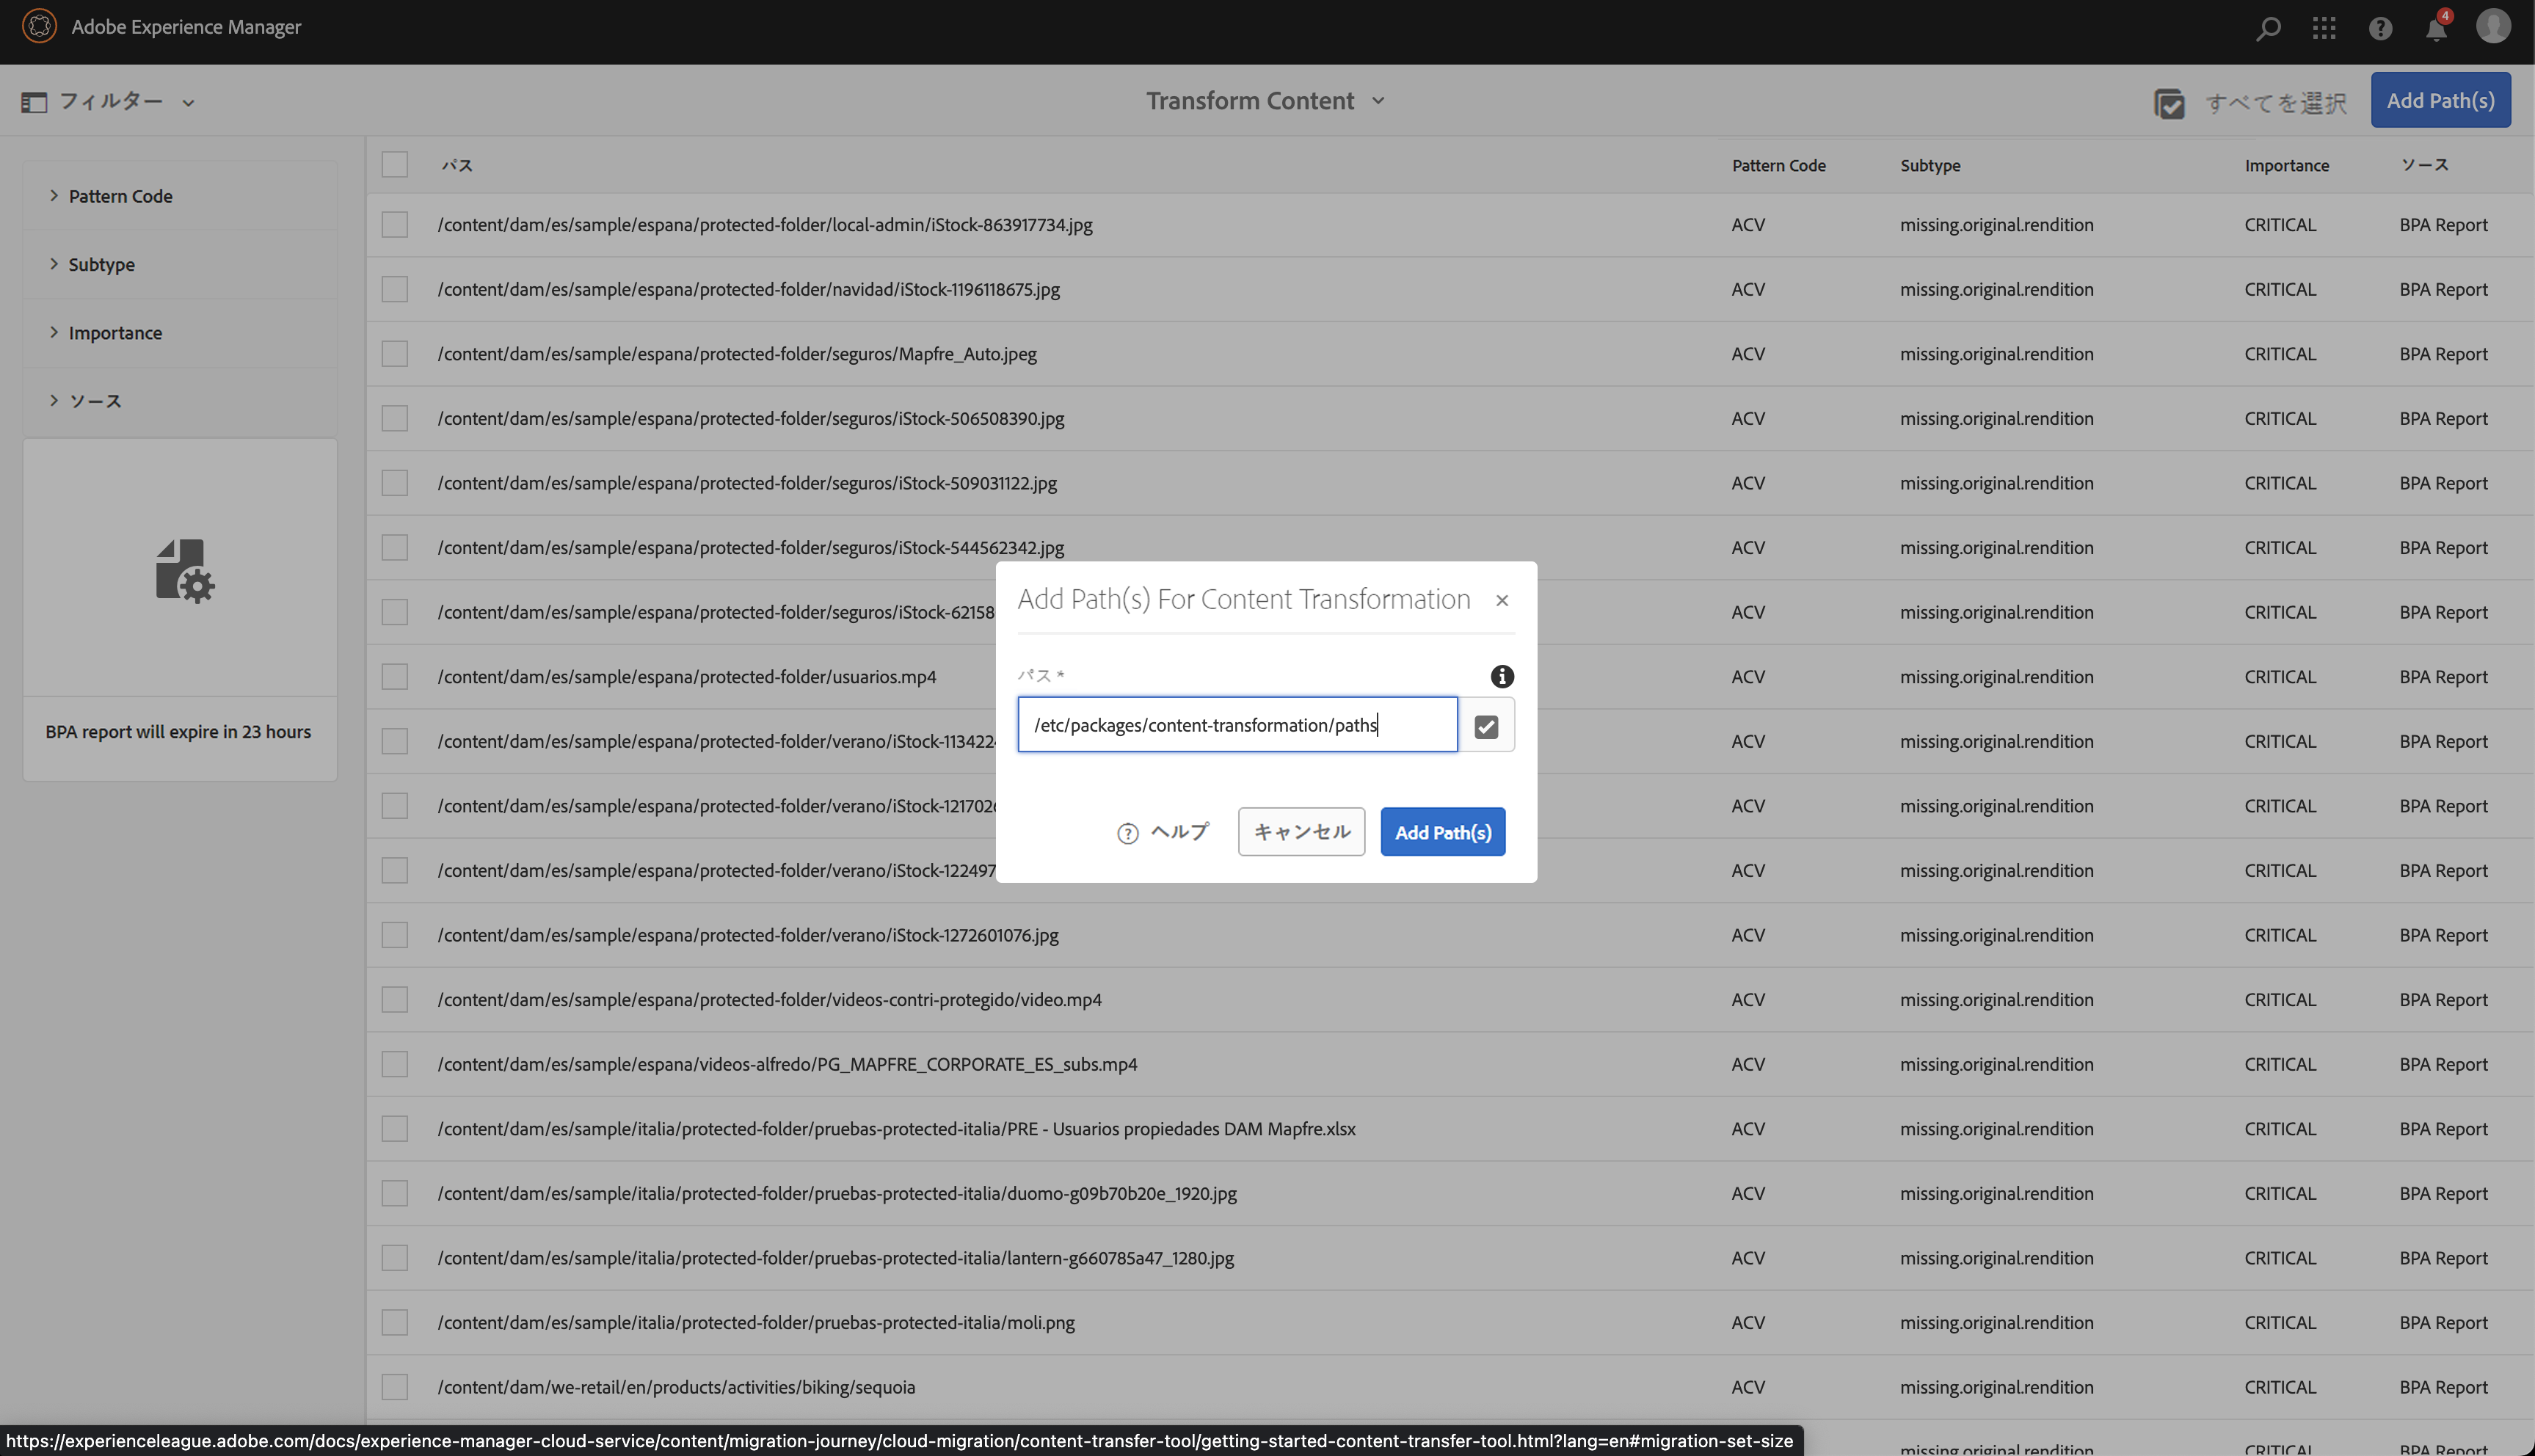 Adobe Experience Manager
4
フィルター
Transform Content
すべてを選択
Add Path(s)
Pattern Code
Subtype
Importance
ソース
BPA report will expire in 23 hours
パス Pattern Code Subtype Importance ソース
/content/dam/es/sample/espana/protected-folder/local-admin/iStock-863917734.jpg ACV missing.original.rendition CRITICAL BPA Report
/content/dam/es/sample/espana/protected-folder/navidad/iStock-1196118675.jpg ACV missing.original.rendition CRITICAL BPA Report
/content/dam/es/sample/espana/protected-folder/seguros/Mapfre_Auto.jpeg ACV missing.original.rendition CRITICAL BPA Report
/content/dam/es/sample/espana/protected-folder/seguros/iStock-506508390.jpg ACV missing.original.rendition CRITICAL BPA Report
/content/dam/es/sample/espana/protected-folder/seguros/iStock-509031122.jpg ACV missing.original.rendition CRITICAL BPA Report
/content/dam/es/sample/espana/protected-folder/seguros/iStock-544562342.jpg ACV missing.original.rendition CRITICAL BPA Report
/content/dam/es/sample/espana/protected-folder/seguros/iStock-62158 ACV missing.original.rendition CRITICAL BPA Report
/content/dam/es/sample/espana/protected-folder/usuarios.mp4 ACV missing.original.rendition CRITICAL BPA Report
/content/dam/es/sample/espana/protected-folder/verano/iStock-113422 ACV missing.original.rendition CRITICAL BPA Report
/content/dam/es/sample/espana/protected-folder/verano/iStock-121702 ACV missing.original.rendition CRITICAL BPA Report
/content/dam/es/sample/espana/protected-folder/verano/iStock-122497 ACV missing.original.rendition CRITICAL BPA Report
/content/dam/es/sample/espana/protected-folder/verano/iStock-1272601076.jpg ACV missing.original.rendition CRITICAL BPA Report
/content/dam/es/sample/espana/protected-folder/videos-contri-protegido/video.mp4 ACV missing.original.rendition CRITICAL BPA Report
/content/dam/es/sample/espana/videos-alfredo/PG_MAPFRE_CORPORATE_ES_subs.mp4 ACV missing.original.rendition CRITICAL BPA Report
/content/dam/es/sample/italia/protected-folder/pruebas-protected-italia/PRE - Usuarios propiedades DAM Mapfre.xlsx ACV missing.original.rendition CRITICAL BPA Report
/content/dam/es/sample/italia/protected-folder/pruebas-protected-italia/duomo-g09b70b20e_1920.jpg ACV missing.original.rendition CRITICAL BPA Report
/content/dam/es/sample/italia/protected-folder/pruebas-protected-italia/lantern-g660785a47_1280.jpg ACV missing.original.rendition CRITICAL BPA Report
/content/dam/es/sample/italia/protected-folder/pruebas-protected-italia/moli.png ACV missing.original.rendition CRITICAL BPA Report
/content/dam/we-retail/en/products/activities/biking/sequoia ACV missing.original.rendition CRITICAL BPA Report
missing.original.rendition CRITICAL BPA Report
Add Path(s) For Content Transformation
パス *
/etc/packages/content-transformation/paths
ヘルプ
キャンセル
Add Path(s)
https://experienceleague.adobe.com/docs/experience-manager-cloud-service/content/migration-journey/cloud-migration/content-transfer-tool/getting-started-content-transfer-tool.html?lang=en#migration-set-size